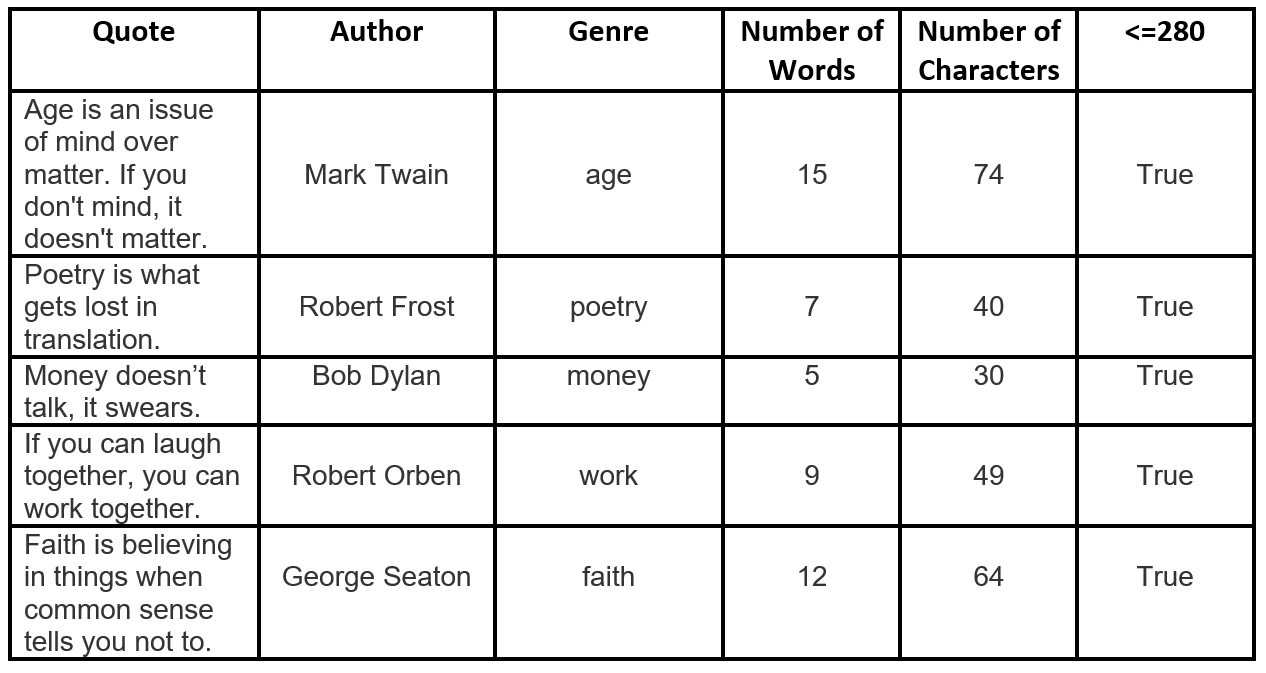 Quote Author Genre Number of Words Number of Characters <=280
Age is an issue
of mind over
matter. If you
don't mind, it
doesn't matter.
Mark Twain age 15 74 True
Poetry is what
gets lost in
translation.
Robert Frost poetry 7 40 True
Money doesn’t
talk, it swears.
Bob Dylan money 5 30 True
If you can laugh
together, you can
work together.
Robert Orben work 9 49 True
Faith is believing
in things when
common sense
tells you not to.
George Seaton faith 12 64 True